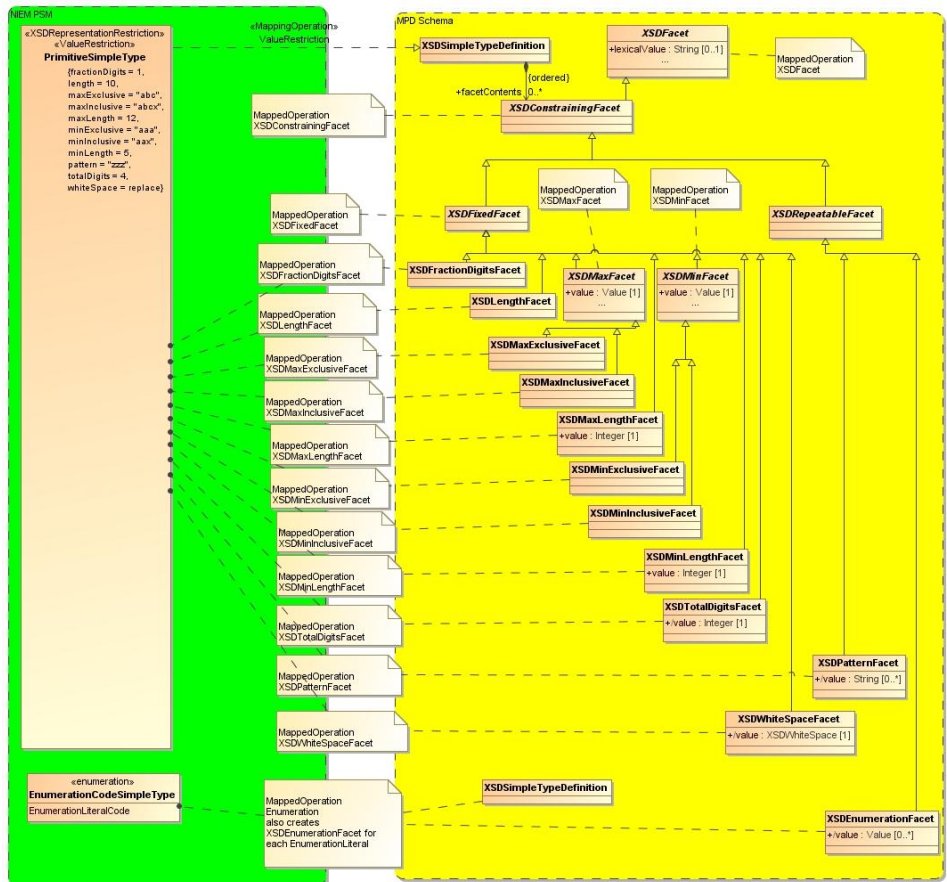 NIEM PSM
«XSDRepresentationRestriction»
«ValueRestriction»
PrimitiveSimpleType
{fractionDigits = 1,
length = 10,
maxExclusive = "abc",
maxInclusive = "abcx",
maxLength = 12,
minExclusive = "aaa",
minInclusive = "aax",
minLength = 5,
pattern = "zzz",
totalDigits = 4,
whiteSpace = replace}
«MappingOperation»
ValueRestriction
MPD Schema
XSDSimpleTypeDefinition
{ordered}
+facetContents
0..*
XSDFacet
+lexicalValue : String [0..1]
...
MappedOperation
XSDFacet
MappedOperation
XSDConstrainingFacet
XSDConstrainingFacet
MappedOperation
XSDMaxFacet
MappedOperation
XSDMinFacet
MappedOperation
XSDFixedFacet
XSDFixedFacet
XSDRepeatableFacet
MappedOperation
XSDFractionDigitsFacet
XSDFractionDigitsFacet
XSDMaxFacet
+value : Value [1]
...
XSDMinFacet
+value : Value [1]
...
MappedOperation
XSDLengthFacet
XSDLengthFacet
MappedOperation
XSDMaxExclusiveFacet
XSDMaxExclusiveFacet
MappedOperation
XSDMaxInclusiveFacet
XSDMaxInclusiveFacet
MappedOperation
XSDMaxLengthFacet
XSDMaxLengthFacet
+value : Integer [1]
MappedOperation
XSDMinExclusiveFacet
XSDMinExclusiveFacet
MappedOperation
XSDMinInclusiveFacet
XSDMinInclusiveFacet
MappedOperation
XSDMinLengthFacet
XSDMinLengthFacet
+value : Integer [1]
MappedOperation
XSDTotalDigitsFacet
XSDTotalDigitsFacet
+/value : Integer [1]
MappedOperation
XSDPatternFacet
XSDPatternFacet
+/value : String [0..*]
MappedOperation
XSDWhiteSpaceFacet
XSDWhiteSpaceFacet
+/value : XSDWhiteSpace [1]
«enumeration»
EnumerationCodeSimpleType
EnumerationLiteralCode
MappedOperation
Enumeration
also creates
XSDEnumerationFacet for
each EnumerationLiteral
XSDSimpleTypeDefinition
XSDEnumerationFacet
+/value : Value [0..*]